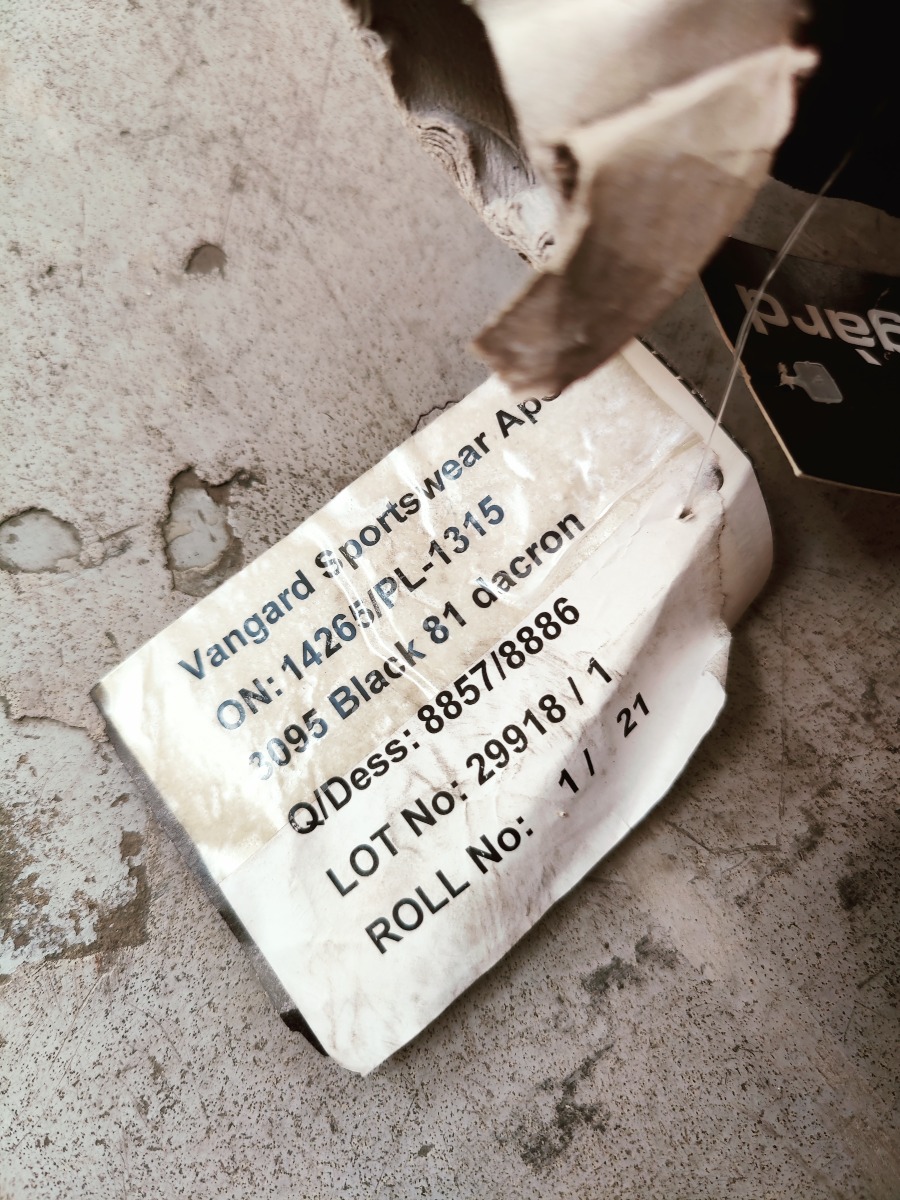 Vangard Sportswear
ON: 14265/PL-1315
3095 Black 81 dacron
Q/Dess: 8857/8886
LOT No: 29918 / 1
ROLL No: 1 / 21